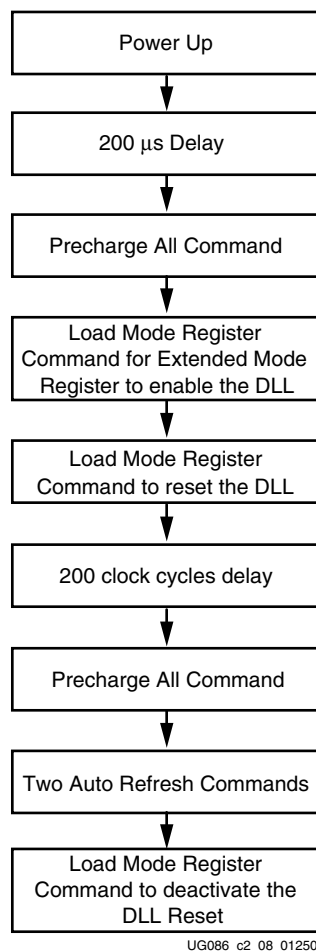 Power Up
200 μs Delay
Precharge All Command
Load Mode Register
Command for Extended Mode
Register to enable the DLL
Load Mode Register
Command to reset the DLL
200 clock cycles delay
Precharge All Command
Two Auto Refresh Commands
Load Mode Register
Command to deactivate the
DLL Reset
UG086_c2_08_01250